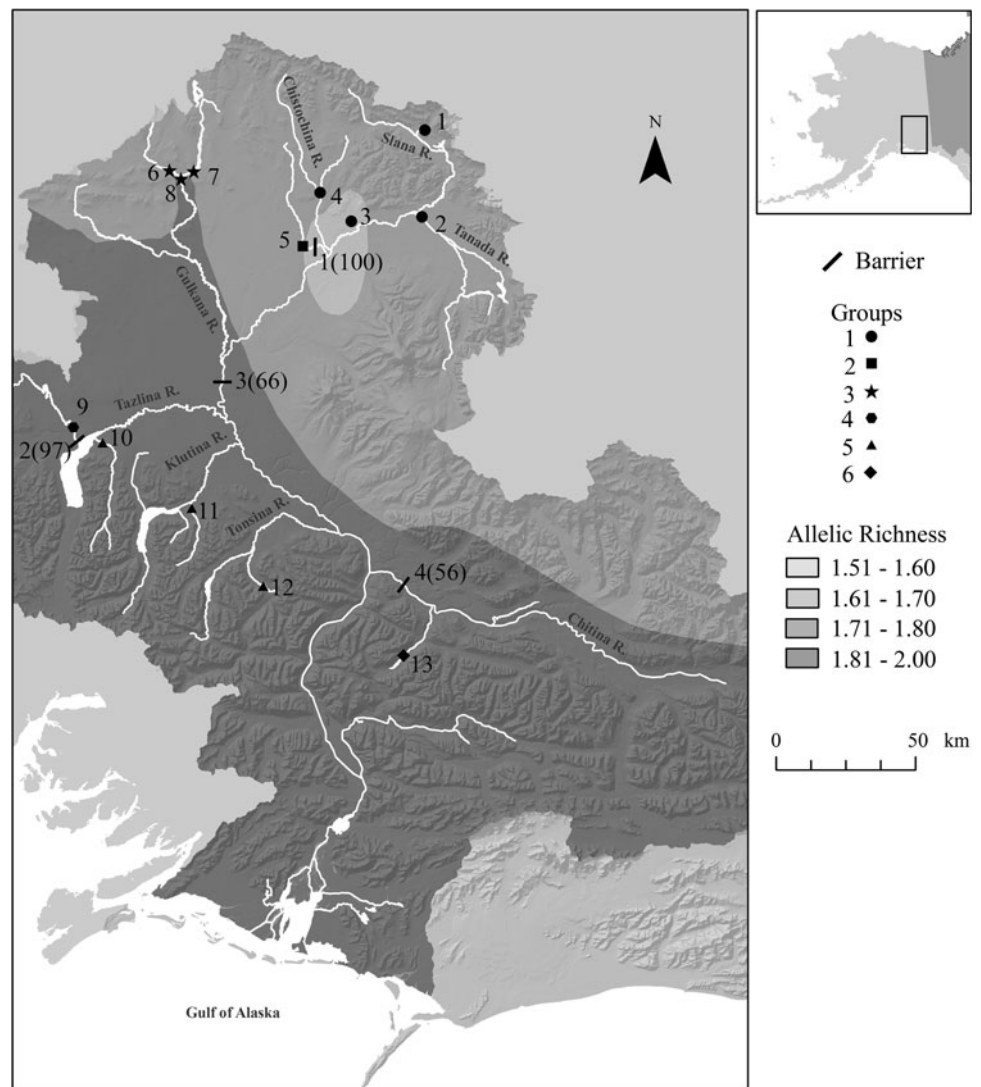 Chistochina R.
1
Slana R.
N
6
7
8
4
3
2
5
1(100)
Tanada R.
Gulkana R.
3(66)
Tazlina R.
9
2(97)
10
Klutina R.
11
Tonsina R.
12
4(56)
Chitina R.
13
Gulf of Alaska
Barrier
Groups
1
2
3
4
5
6
Allelic Richness
1.51 - 1.60
1.61 - 1.70
1.71 - 1.80
1.81 - 2.00
0 50 km